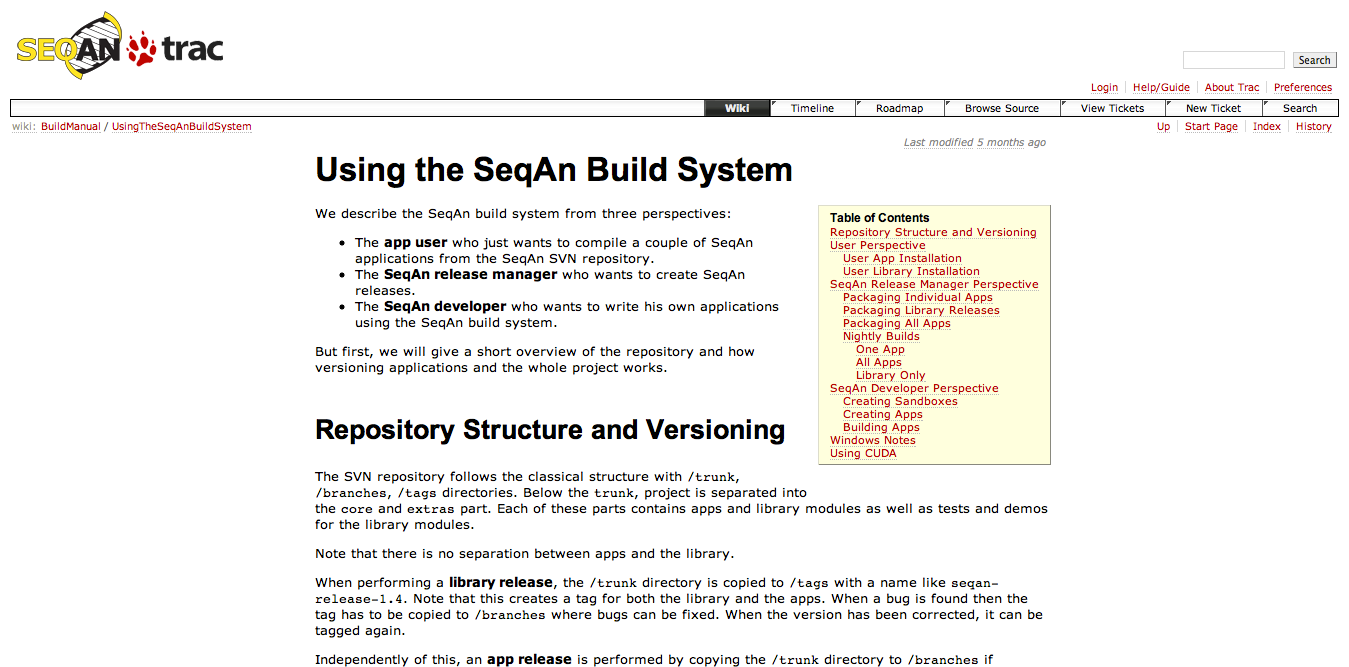 SEQAN trac
Search
Login Help/Guide About Trac Preferences
Wiki Timeline Roadmap Browse Source View Tickets New Ticket Search
wiki: BuildManual / UsingTheSeqAnBuildSystem
Up Start Page Index History
Last modified 5 months ago
Using the SeqAn Build System
We describe the SeqAn build system from three perspectives:
• The app user who just wants to compile a couple of SeqAn
applications from the SeqAn SVN repository.
• The SeqAn release manager who wants to create SeqAn
releases.
• The SeqAn developer who wants to write his own applications
using the SeqAn build system.
But first, we will give a short overview of the repository and how
versioning applications and the whole project works.
Table of Contents
Repository Structure and Versioning
User Perspective
User App Installation
User Library Installation
SeqAn Release Manager Perspective
Packaging Individual Apps
Packaging Library Releases
Packaging All Apps
Nightly Builds
One App
All Apps
Library Only
SeqAn Developer Perspective
Creating Sandboxes
Creating Apps
Building Apps
Windows Notes
Using CUDA
Repository Structure and Versioning
The SVN repository follows the classical structure with /trunk,
/branches, /tags directories. Below the trunk, project is separated into
the core and extras part. Each of these parts contains apps and library modules as well as tests and demos
for the library modules.
Note that there is no separation between apps and the library.
When performing a library release, the /trunk directory is copied to /tags with a name like seqan-
release-1.4. Note that this creates a tag for both the library and the apps. When a bug is found then the
tag has to be copied to /branches where bugs can be fixed. When the version has been corrected, it can be
tagged again.
Independently of this, an app release is performed by copying the /trunk directory to /branches if